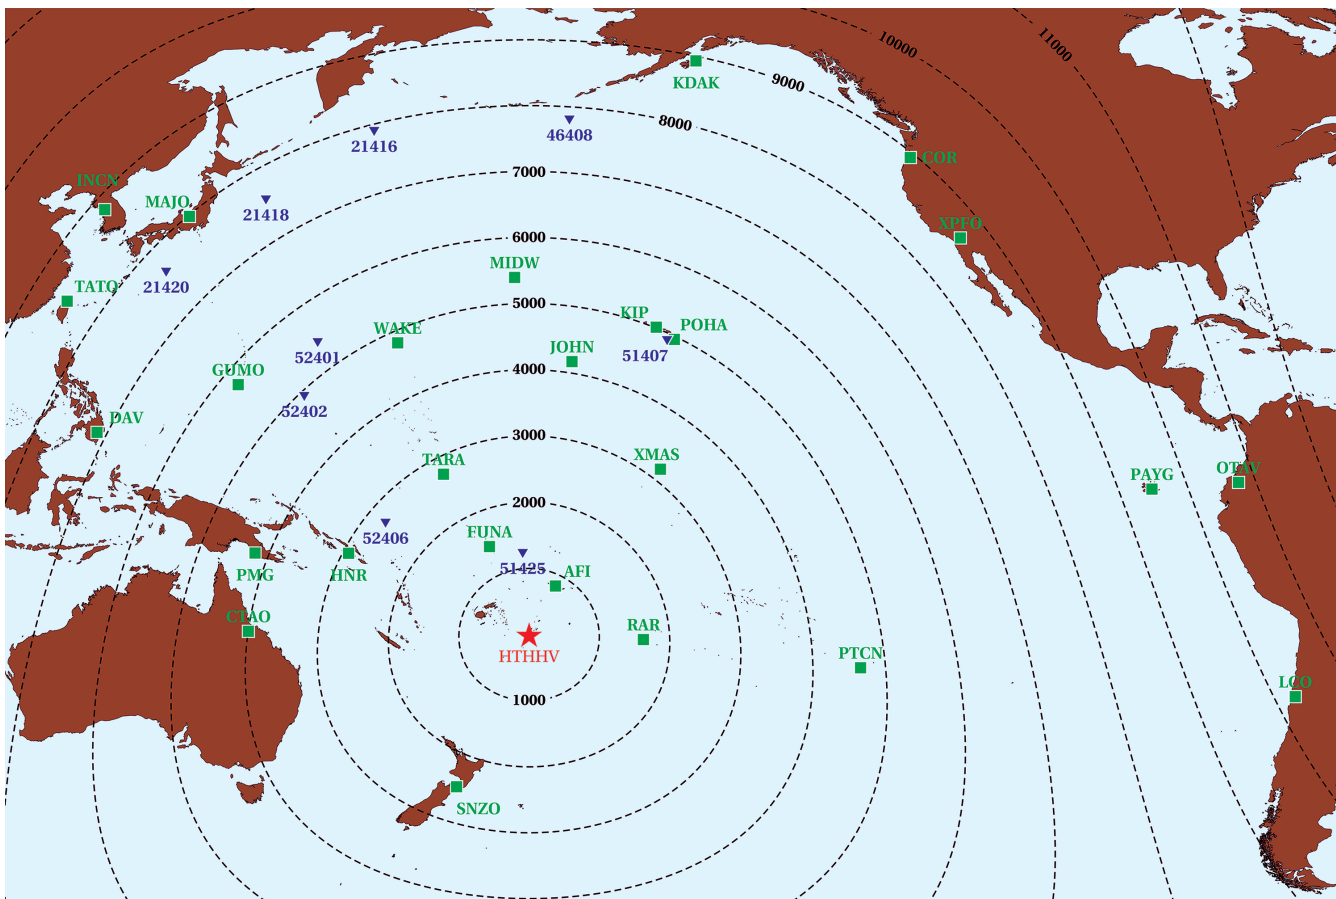 11000
10000
KDAK
9000
8000
46408
21416
COR
7000
INCN
MAJO
21418
XPFO
6000
MIDW
21420
TATO
5000
KIP
POHA
WAKE
JOHN
51407
52401
4000
GUMO
52402
DAV
3000
XMAS
TARA
PAYG
OTAV
2000
FUNA
52406
51425
AFI
PMG
HNR
CTAO
RAR
HTHHV
PTCN
LCO
1000
SNZO